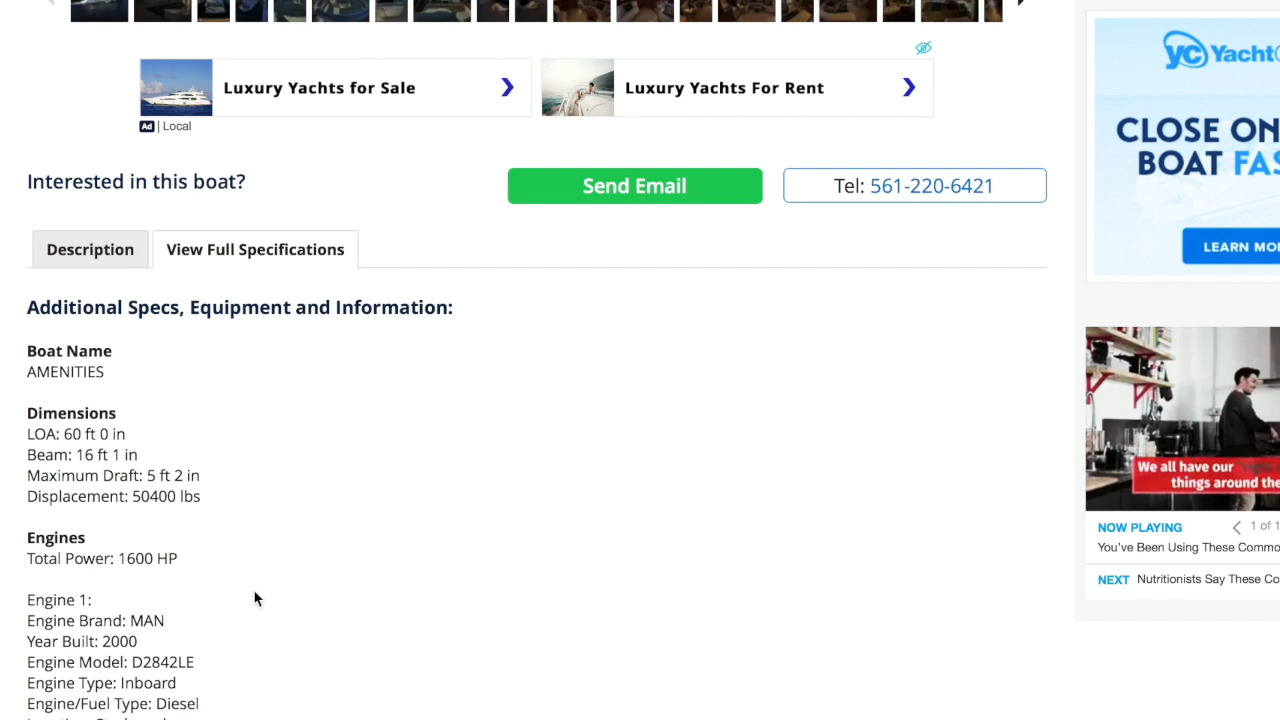 Luxury Yachts for Sale
Luxury Yachts For Rent
Ad | Local
Interested in this boat?
Send Email
Tel: 561-220-6421
Description
View Full Specifications
Additional Specs, Equipment and Information:
Boat Name
AMENITIES
Dimensions
LOA: 60 ft 0 in
Beam: 16 ft 1 in
Maximum Draft: 5 ft 2 in
Displacement: 50400 lbs
Engines
Total Power: 1600 HP
Engine 1:
Engine Brand: MAN
Year Built: 2000
Engine Model: D2842LE
Engine Type: Inboard
Engine/Fuel Type: Diesel
yc Yacht
CLOSE ON
BOAT FAS
LEARN MO
We all have our
things around the
NOW PLAYING
1 of 1
You've Been Using These Commo
NEXT Nutritionists Say These Co